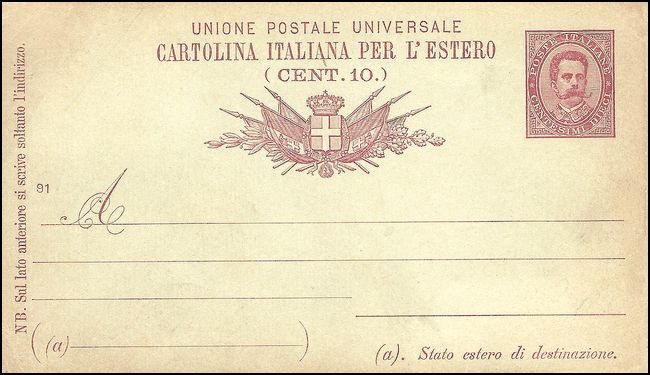 UNIONE POSTALE UNIVERSALE
CARTOLINA ITALIANA PER L'ESTERO
(CENT. 10.)
POSTE ITALIANE
CENTESIMI DIECI
NB. Sul lato anteriore si scrive soltanto l'indirizzo.
91
A
(a)
(a). Stato estero di destinazione.